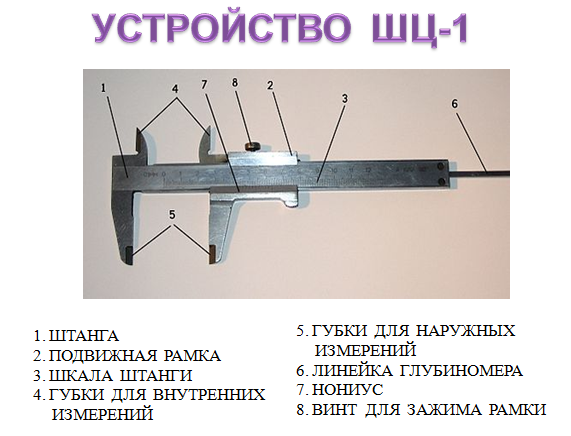 УСТРОЙСТВО ШЦ-1
1
4
7
8
2
3
6
5
1. ШТАНГА
2. ПОДВИЖНАЯ РАМКА
3. ШКАЛА ШТАНГИ
4. ГУБКИ ДЛЯ ВНУТРЕННИХ
ИЗМЕРЕНИЙ
5. ГУБКИ ДЛЯ НАРУЖНЫХ
ИЗМЕРЕНИЙ
6. ЛИНЕЙКА ГЛУБИНОМЕРА
7. НОНИУС
8. ВИНТ ДЛЯ ЗАЖИМА РАМКИ